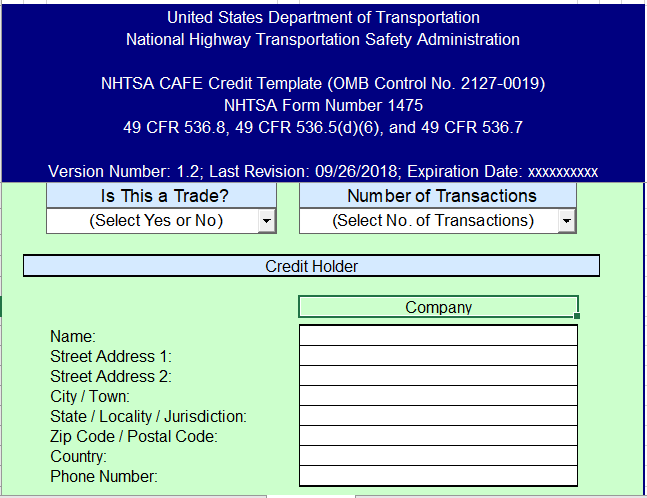 United States Department of Transportation
National Highway Transportation Safety Administration
NHTSA CAFE Credit Template (OMB Control No. 2127-0019)
NHTSA Form Number 1475
49 CFR 536.8, 49 CFR 536.5(d)(6), and 49 CFR 536.7
Version Number: 1.2; Last Revision: 09/26/2018; Expiration Date: xxxxxxxxxx
Is This a Trade? Number of Transactions
(Select Yes or No) (Select No. of Transactions)
Credit Holder
Company
Name:
Street Address 1:
Street Address 2:
City / Town:
State / Locality / Jurisdiction:
Zip Code / Postal Code:
Country:
Phone Number: